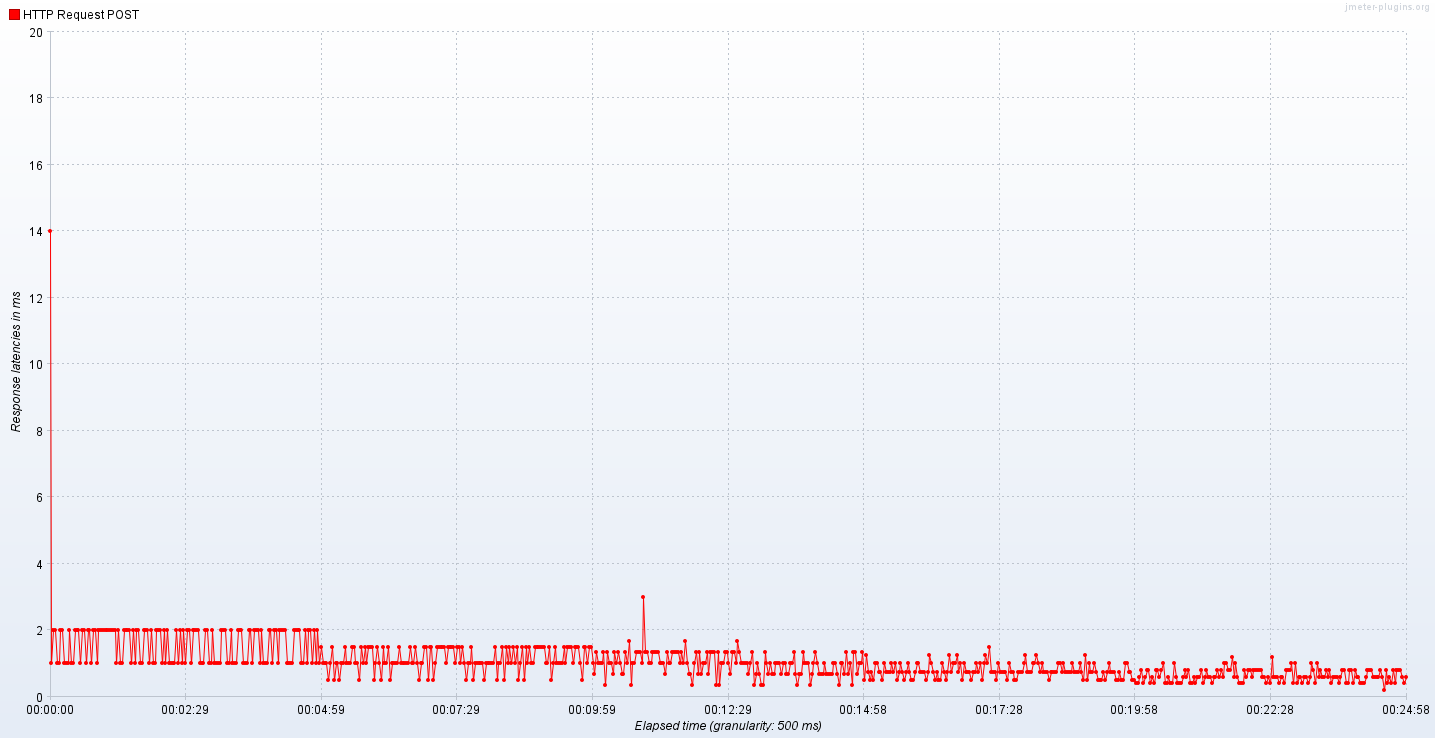 jmeter-plugins.org
HTTP Request POST
20
18
16
14
12
10
8
6
4
2
0
Response latencies in ms
00:00:00 00:02:29 00:04:59 00:07:29 00:09:59 00:12:29 00:14:58 00:17:28 00:19:58 00:22:28 00:24:58
Elapsed time (granularity: 500 ms)